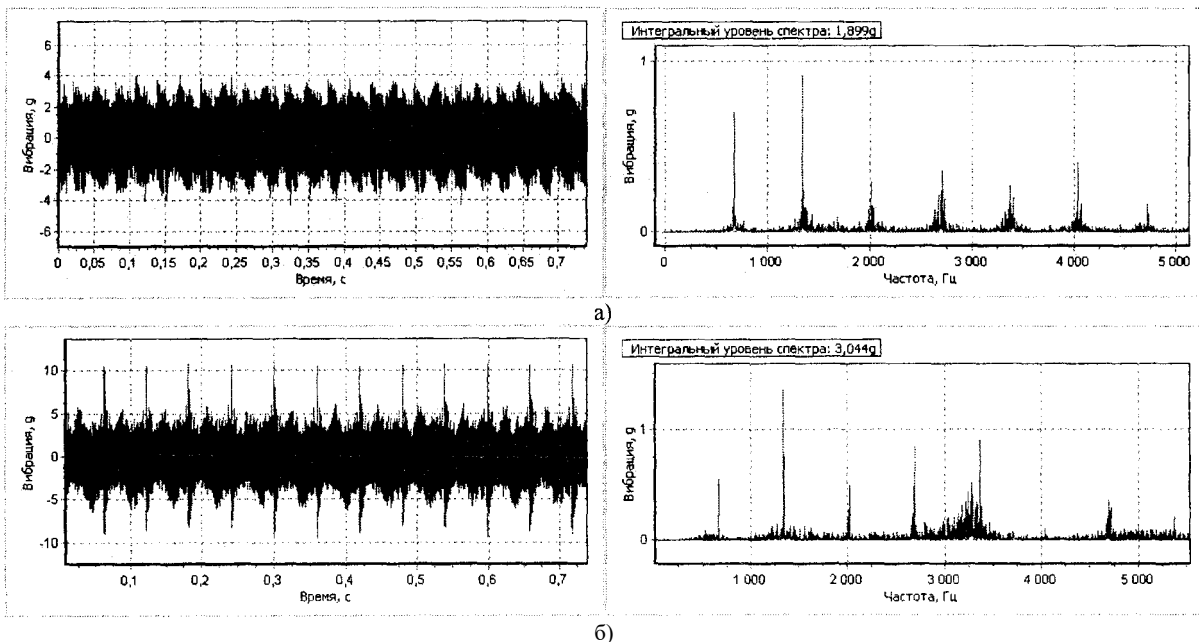 Вибрация, g
6
4
2
0
-2
-4
-6
0 0,05 0,1 0,15 0,2 0,25 0,3 0,35 0,4 0,45 0,5 0,55 0,6 0,65 0,7
Время, с
Интегральный уровень спектра: 1,899g
Вибрация, g
1
0
0 1 000 2 000 3 000 4 000 5 000
Частота, Гц
а)
Вибрация, g
10
5
0
-5
-10
0,1 0,2 0,3 0,4 0,5 0,6 0,7
Время, с
Интегральный уровень спектра: 3,044g
Вибрация, g
1
0
1 000 2 000 3 000 4 000 5 000
Частота, Гц
б)